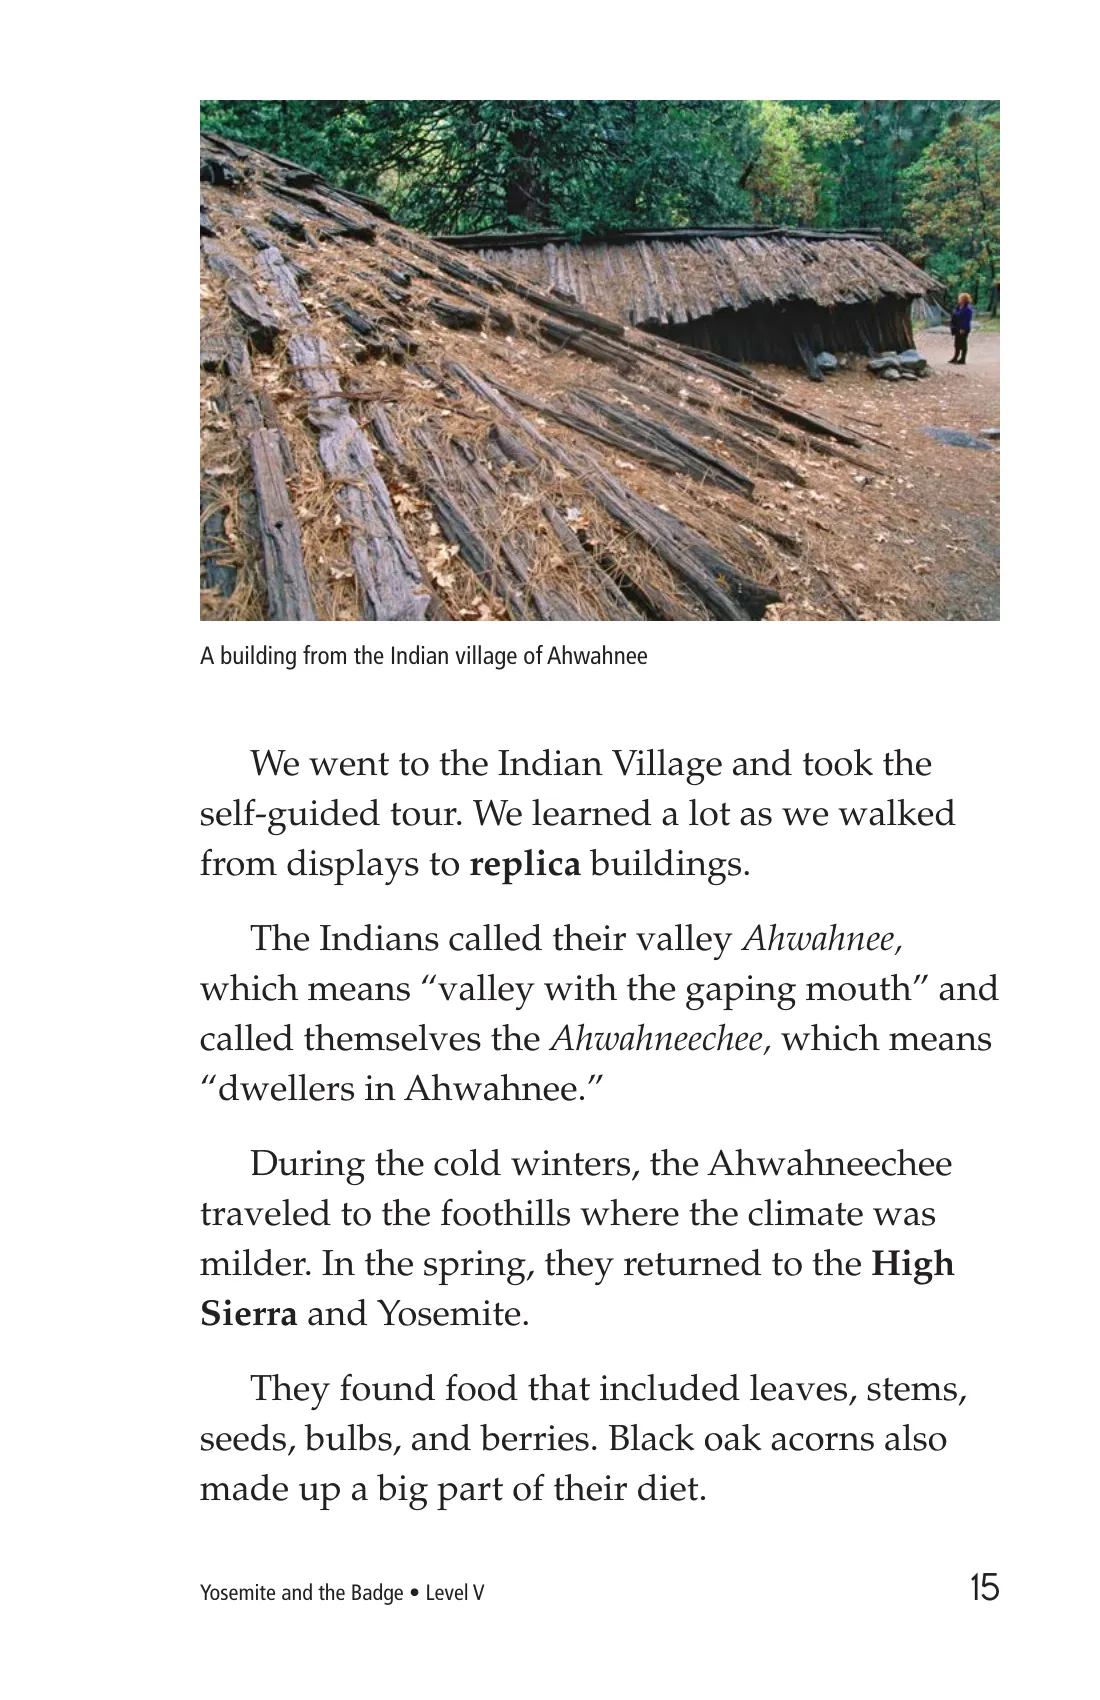 A building from the Indian village of Ahwahnee
We went to the Indian Village and took the
self-guided tour. We learned a lot as we walked
from displays to replica buildings.
The Indians called their valley Ahwahnee,
which means “valley with the gaping mouth” and
called themselves the Ahwahneechee, which means
“dwellers in Ahwahnee.”
During the cold winters, the Ahwahneechee
traveled to the foothills where the climate was
milder. In the spring, they returned to the High
Sierra and Yosemite.
They found food that included leaves, stems,
seeds, bulbs, and berries. Black oak acorns also
made up a big part of their diet.
Yosemite and the Badge • Level V 15